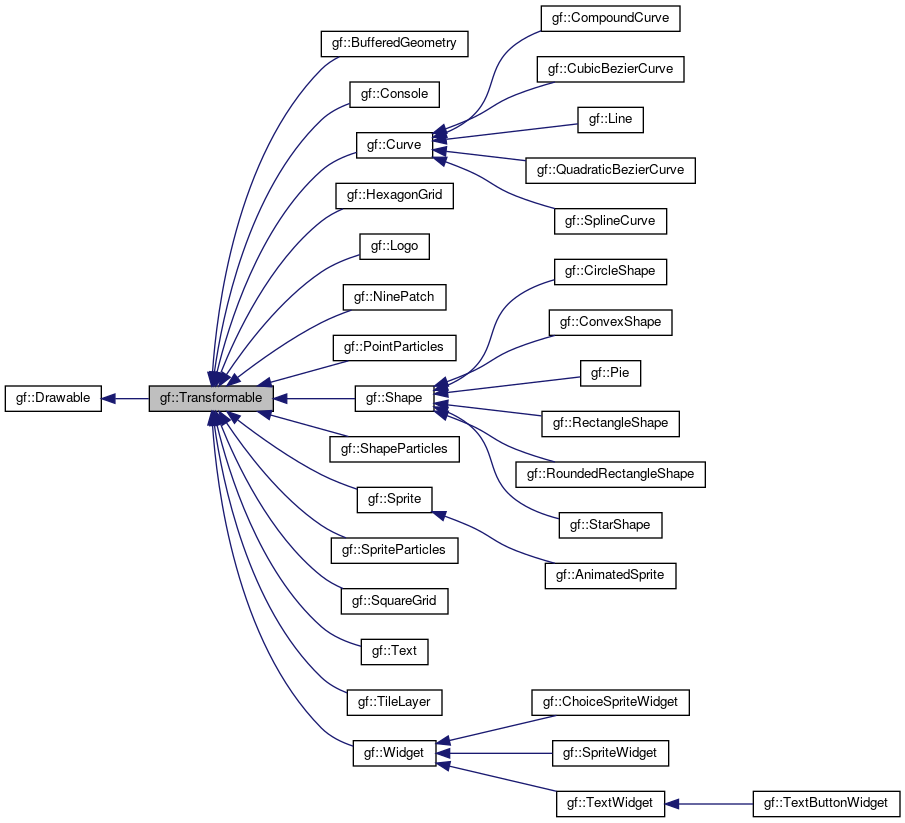 gf::CompoundCurve
gf::BufferedGeometry
gf::CubicBezierCurve
gf::Console
gf::Line
gf::Curve
gf::QuadraticBezierCurve
gf::HexagonGrid
gf::SplineCurve
gf::Logo
gf::CircleShape
gf::NinePatch
gf::ConvexShape
gf::PointParticles
gf::Pie
gf::Drawable
gf::Transformable
gf::Shape
gf::RectangleShape
gf::ShapeParticles
gf::RoundedRectangleShape
gf::Sprite
gf::StarShape
gf::SpriteParticles
gf::AnimatedSprite
gf::SquareGrid
gf::Text
gf::TileLayer
gf::ChoiceSpriteWidget
gf::Widget
gf::SpriteWidget
gf::TextWidget
gf::TextButtonWidget